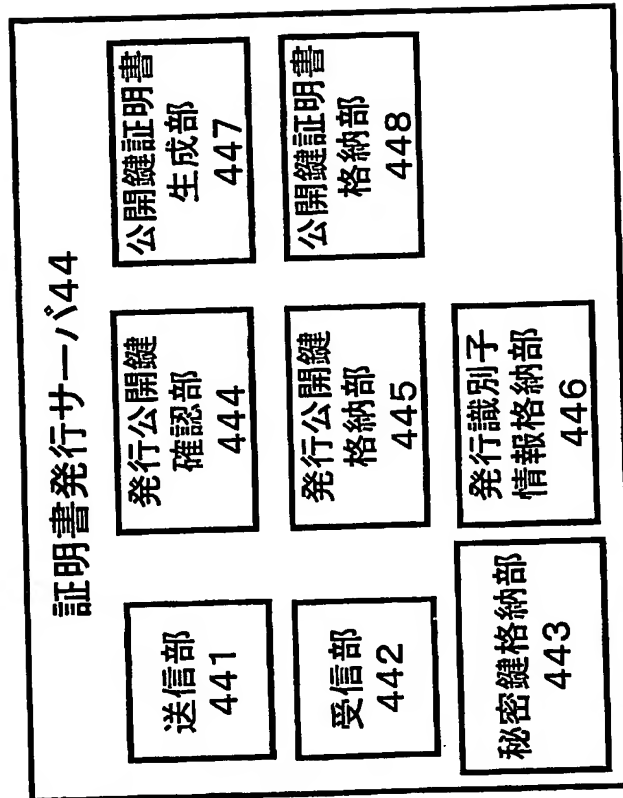 証明書発行サーバ44
送信部
441
受信部
442
秘密鍵格納部
443
発行公開鍵
確認部
444
発行公開鍵
格納部
445
発行識別子
情報格納部
446
公開鍵証明書
生成部
447
公開鍵証明書
格納部
448